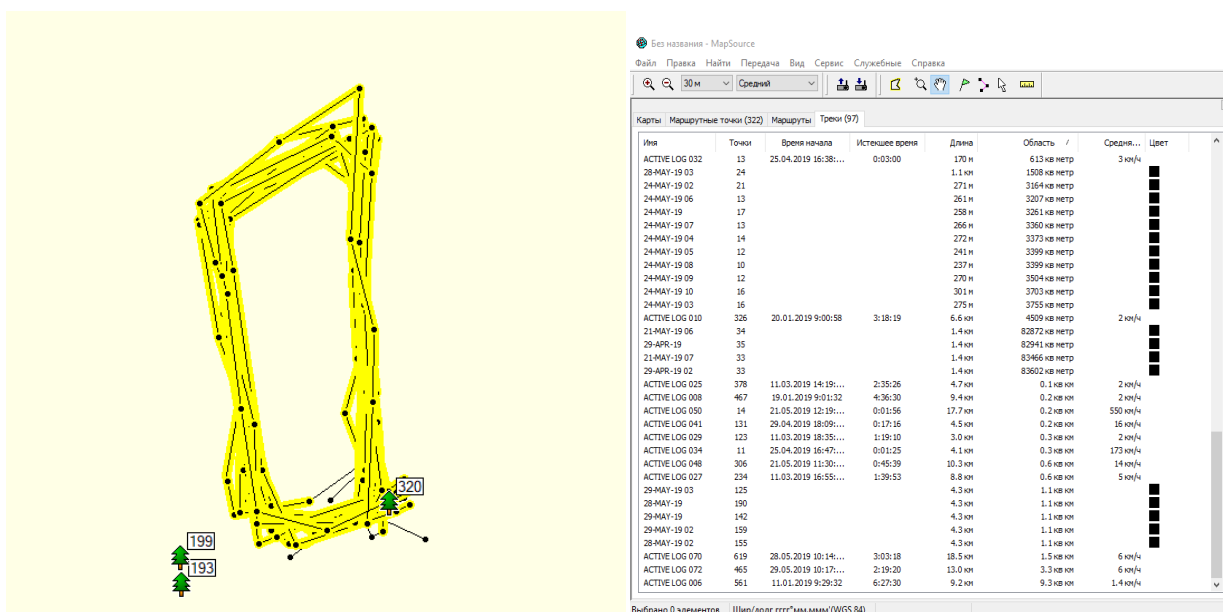 320
199
193
Без названия - MapSource
Файл Правка Найти Передача Вид Сервис Служебные Справка
30 м Средний
Карты Маршрутные точки (322) Маршруты Треки (97)
Имя Точки Время начала Истекшее время Длина Область / Средня... Цвет
ACTIVE LOG 032 13 25.04.2019 16:38:... 0:03:00 170 м 613 кв метр 3 км/ч
28-MAY-19 03 24 1.1 км 1508 кв метр
24-MAY-19 02 21 271 м 3164 кв метр
24-MAY-19 06 13 261 м 3207 кв метр
24-MAY-19 17 258 м 3261 кв метр
24-MAY-19 07 13 266 м 3360 кв метр
24-MAY-19 04 14 272 м 3373 кв метр
24-MAY-19 05 12 241 м 3399 кв метр
24-MAY-19 08 10 237 м 3399 кв метр
24-MAY-19 09 12 270 м 3504 кв метр
24-MAY-19 10 16 301 м 3703 кв метр
24-MAY-19 03 16 275 м 3755 кв метр
ACTIVE LOG 010 326 20.01.2019 9:00:58 3:18:19 6.6 км 4509 кв метр 2 км/ч
21-MAY-19 06 34 1.4 км 82872 кв метр
29-APR-19 35 1.4 км 82941 кв метр
21-MAY-19 07 33 1.4 км 83466 кв метр
29-APR-19 02 33 1.4 км 83602 кв метр
ACTIVE LOG 025 378 11.03.2019 14:19:... 2:35:26 4.7 км 0.1 кв км 2 км/ч
ACTIVE LOG 008 467 19.01.2019 9:01:32 4:36:30 9.4 км 0.2 кв км 2 км/ч
ACTIVE LOG 050 14 21.05.2019 12:19:... 0:01:56 17.7 км 0.2 кв км 550 км/ч
ACTIVE LOG 041 131 29.04.2019 18:09:... 0:17:16 4.5 км 0.2 кв км 16 км/ч
ACTIVE LOG 029 123 11.03.2019 18:35:... 1:19:10 3.0 км 0.3 кв км 2 км/ч
ACTIVE LOG 034 11 25.04.2019 16:47:... 0:01:25 4.1 км 0.3 кв км 173 км/ч
ACTIVE LOG 048 306 21.05.2019 11:30:... 0:45:39 10.3 км 0.6 кв км 14 км/ч
ACTIVE LOG 027 234 11.03.2019 16:55:... 1:39:53 8.8 км 0.6 кв км 5 км/ч
29-MAY-19 03 125 4.3 км 1.1 кв км
28-MAY-19 190 4.3 км 1.1 кв км
29-MAY-19 142 4.3 км 1.1 кв км
29-MAY-19 02 159 4.3 км 1.1 кв км
28-MAY-19 02 155 4.3 км 1.1 кв км
ACTIVE LOG 070 619 28.05.2019 10:14:... 3:03:18 18.5 км 1.5 кв км 6 км/ч
ACTIVE LOG 072 465 29.05.2019 10:17:... 2:19:20 13.0 км 3.3 кв км 6 км/ч
ACTIVE LOG 006 561 11.01.2019 9:29:32 6:27:30 9.2 км 9.3 кв км 1.4 км/ч
Выбрано 0 элементов Шир/долг гггг°мм.ммм'(WGS 84)